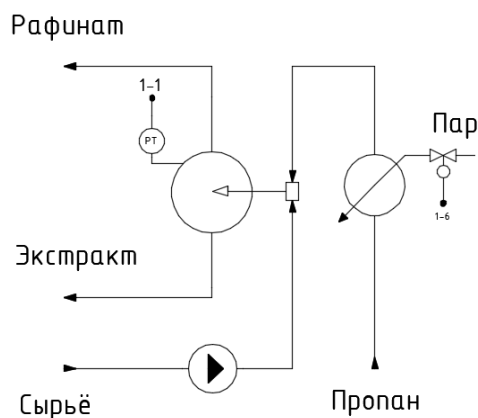 Рафинат
1-1
PT
Пар
1-6
Экстракт
Сырьё
Пропан